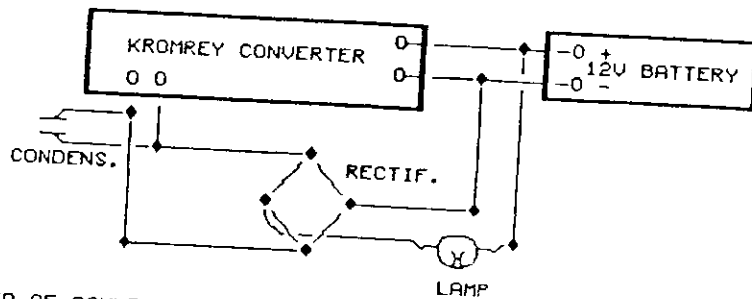 KROMREY CONVERTER
O
O
-O +
12V BATTERY
-O -
O O
CONDENS.
RECTIF.
LAMP